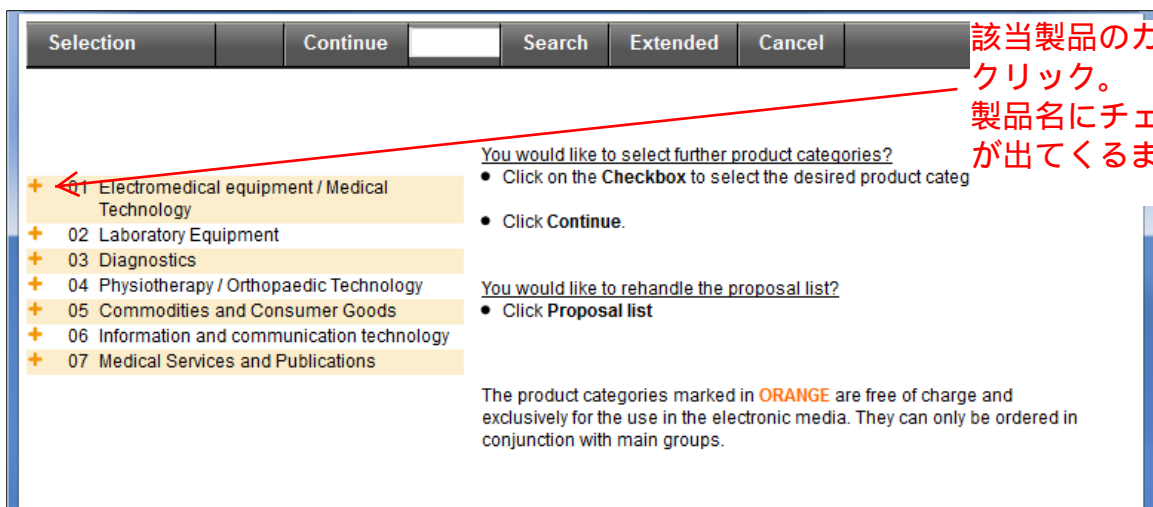 Selection Continue Search Extended Cancel
該当製品のカ
クリック。
製品名にチェ
が出てくるま
+ 01 Electromedical equipment / Medical
Technology
+ 02 Laboratory Equipment
+ 03 Diagnostics
+ 04 Physiotherapy / Orthopaedic Technology
+ 05 Commodities and Consumer Goods
+ 06 Information and communication technology
+ 07 Medical Services and Publications
You would like to select further product categories?
• Click on the Checkbox to select the desired product categ
• Click Continue.
You would like to rehandle the proposal list?
• Click Proposal list
The product categories marked in ORANGE are free of charge and
exclusively for the use in the electronic media. They can only be ordered in
conjunction with main groups.